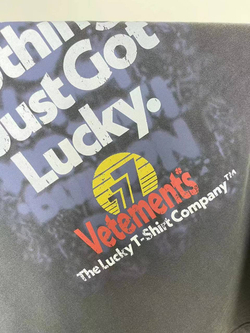 Just Got
Lucky.
77
Vetements
The Lucky T-Shirt Company™